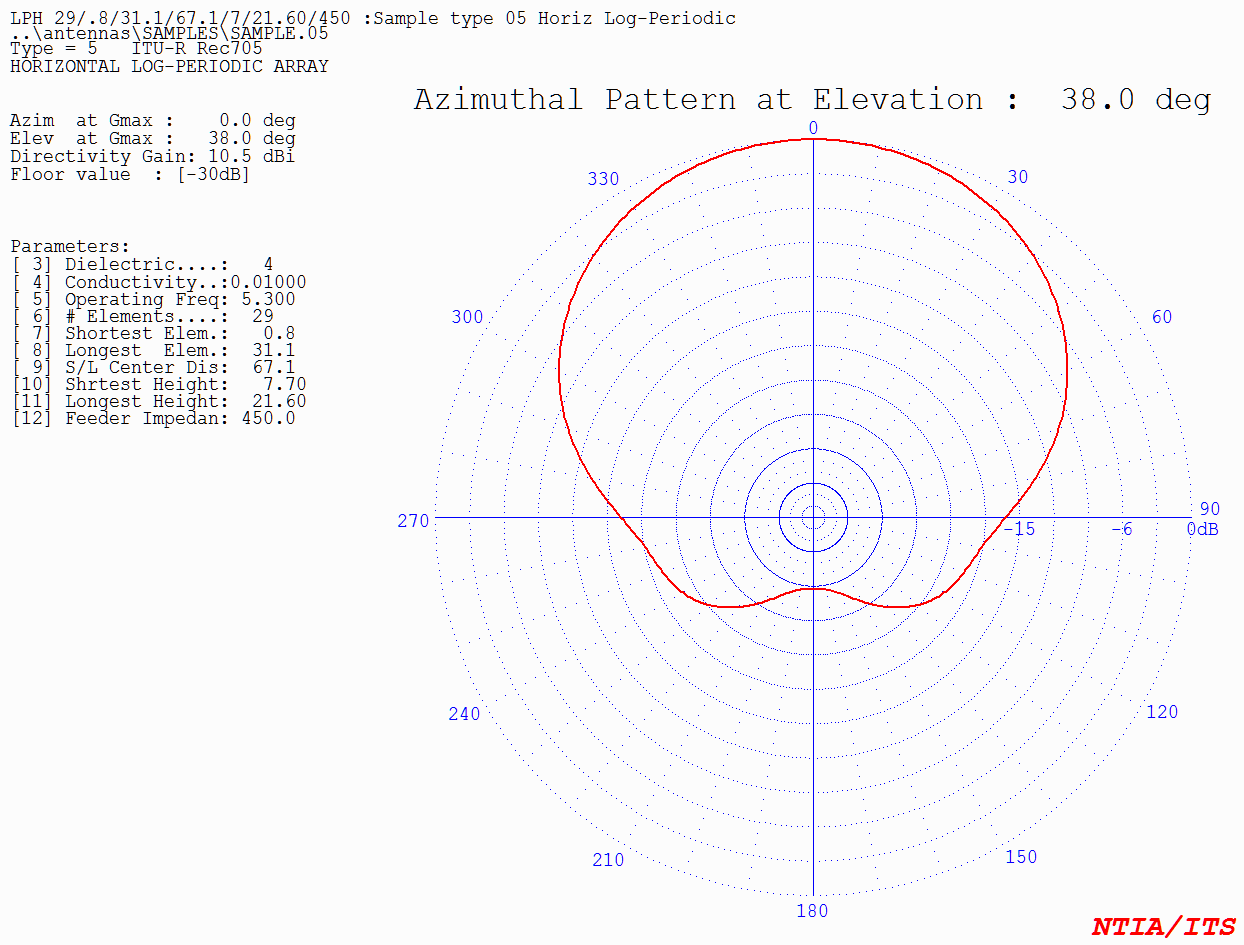 LPH 29/.8/31.1/67.1/7/21.60/450 :Sample type 05 Horiz Log-Periodic
..\antennas\SAMPLES\SAMPLE.05
Type = 5   ITU-R Rec705
HORIZONTAL LOG-PERIODIC ARRAY
Azimuthal Pattern at Elevation :  38.0 deg
Azim  at Gmax :    0.0 deg
Elev  at Gmax :   38.0 deg
Directivity Gain: 10.5 dBi
Floor value  : [-30dB]
Parameters:
[ 3] Dielectric....:   4
[ 4] Conductivity..:0.01000
[ 5] Operating Freq: 5.300
[ 6] # Elements....:  29
[ 7] Shortest Elem.:   0.8
[ 8] Longest  Elem.:  31.1
[ 9] S/L Center Dis:  67.1
[10] Shrtest Height:   7.70
[11] Longest Height:  21.60
[12] Feeder Impedan: 450.0
0
330
30
300
60
270
90
-15
-6
0dB
240
120
210
150
180
NTIA/ITS